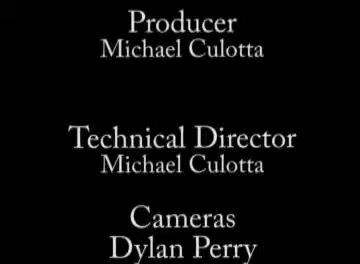 Producer
Michael Culotta
Technical Director
Michael Culotta
Cameras
Dylan Perry